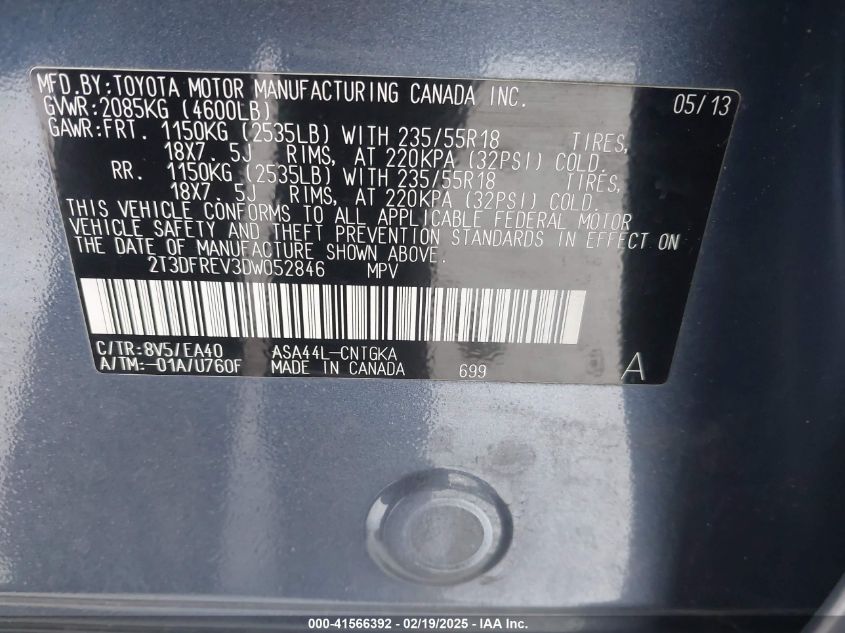 MFD.BY:TOYOTA MOTOR MANUFACTURING CANADA INC. 05/13
GVWR:2085KG (4600LB)
GAWR:FRT. 1150KG (2535LB) WITH 235/55R18 TIRES,
18X7. 5J RIMS, AT 220KPA (32PSI) COLD.
RR. 1150KG (2535LB) WITH 235/55R18 TIRES,
18X7. 5J RIMS, AT 220KPA (32PSI) COLD.
THIS VEHICLE CONFORMS TO ALL APPLICABLE FEDERAL MOTOR
VEHICLE SAFETY AND THEFT PREVENTION STANDARDS IN EFFECT ON
THE DATE OF MANUFACTURE SHOWN ABOVE.
2T3DFREV3DW052846 MPV
C/TR:8V5/EA40 ASA44L-CNTGKA
A/TM:-01A/U760F MADE IN CANADA 699 A
000-41566392 - 02/19/2025 - IAA Inc.